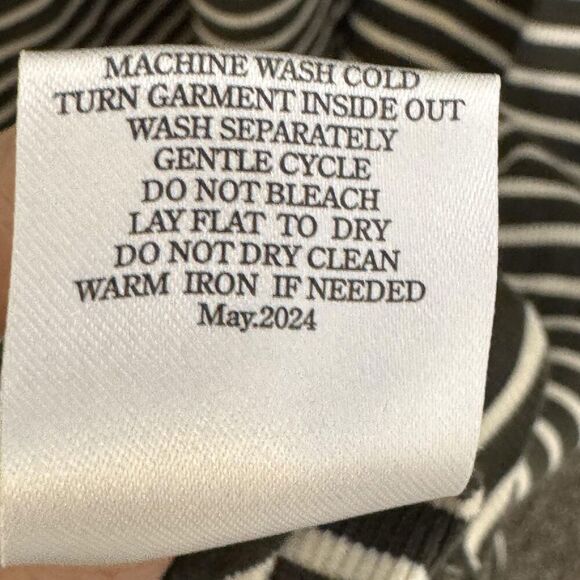 MACHINE WASH COLD
TURN GARMENT INSIDE OUT
WASH SEPARATELY
GENTLE CYCLE
DO NOT BLEACH
LAY FLAT TO DRY
DO NOT DRY CLEAN
WARM IRON IF NEEDED
May.2024